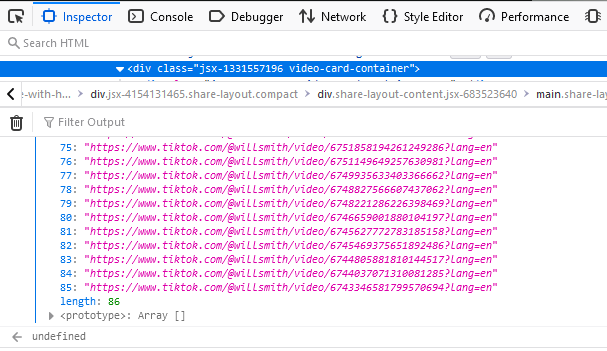 Inspector Console Debugger Network Style Editor Performance
Search HTML
<div class="jsx-1331557196 video-card-container">
e-with-h... div.jsx-4154131465.share-layout.compact div.share-layout-content.jsx-683523640 main.share-lay
Filter Output
75: "https://www.tiktok.com/@willsmith/video/6751858194261249286?lang=en"
76: "https://www.tiktok.com/@willsmith/video/6751149649257630981?lang=en"
77: "https://www.tiktok.com/@willsmith/video/6749935633403366662?lang=en"
78: "https://www.tiktok.com/@willsmith/video/6748827566607437062?lang=en"
79: "https://www.tiktok.com/@willsmith/video/6748221286226398469?lang=en"
80: "https://www.tiktok.com/@willsmith/video/6746659001880104197?lang=en"
81: "https://www.tiktok.com/@willsmith/video/6745627772783185158?lang=en"
82: "https://www.tiktok.com/@willsmith/video/6745469375651892486?lang=en"
83: "https://www.tiktok.com/@willsmith/video/6744805881810144517?lang=en"
84: "https://www.tiktok.com/@willsmith/video/6744037071310081285?lang=en"
85: "https://www.tiktok.com/@willsmith/video/6743346581799570694?lang=en"
length: 86
<prototype>: Array []
undefined